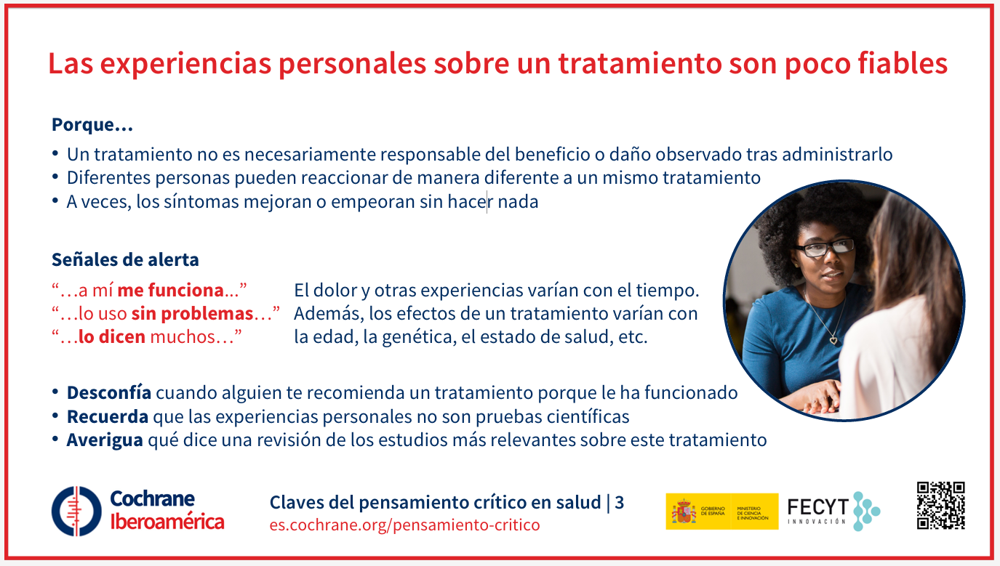 Las experiencias personales sobre un tratamiento son poco fiables
Porque...
• Un tratamiento no es necesariamente responsable del beneficio o daño observado tras administrarlo
• Diferentes personas pueden reaccionar de manera diferente a un mismo tratamiento
• A veces, los síntomas mejoran o empeoran sin hacer nada
Señales de alerta
“…a mí me funciona...”
“…lo uso sin problemas…”
“…lo dicen muchos…”
El dolor y otras experiencias varían con el tiempo.
Además, los efectos de un tratamiento varían con
la edad, la genética, el estado de salud, etc.
• Desconfía cuando alguien te recomienda un tratamiento porque le ha funcionado
• Recuerda que las experiencias personales no son pruebas científicas
• Averigua qué dice una revisión de los estudios más relevantes sobre este tratamiento
Cochrane
Iberoamérica
Claves del pensamiento crítico en salud | 3
es.cochrane.org/pensamiento-critico
GOBIERNO
DE ESPAÑA
MINISTERIO
DE CIENCIA
E INNOVACIÓN
FECYT
INNOVACIÓN